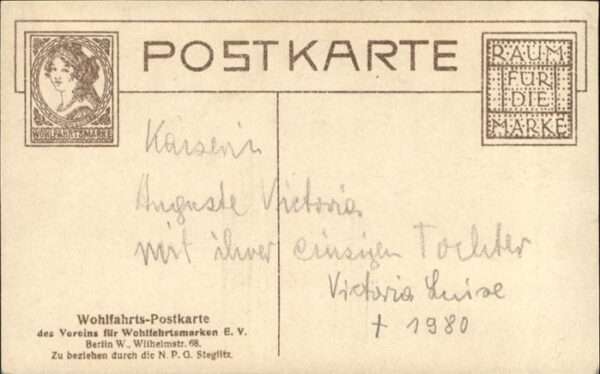 POSTKARTE
WOHLFAHRTSMARKE
RAUM
FÜR
DIE
MARKE
Kaiserin
Auguste Victoria
mit ihrer einzigen Tochter
Victoria Luise
† 1980
Wohlfahrts-Postkarte
des Vereins für Wohlfahrtsmarken E. V.
Berlin W., Wilhelmstr. 68.
Zu beziehen durch die N. P. G. Steglitz.